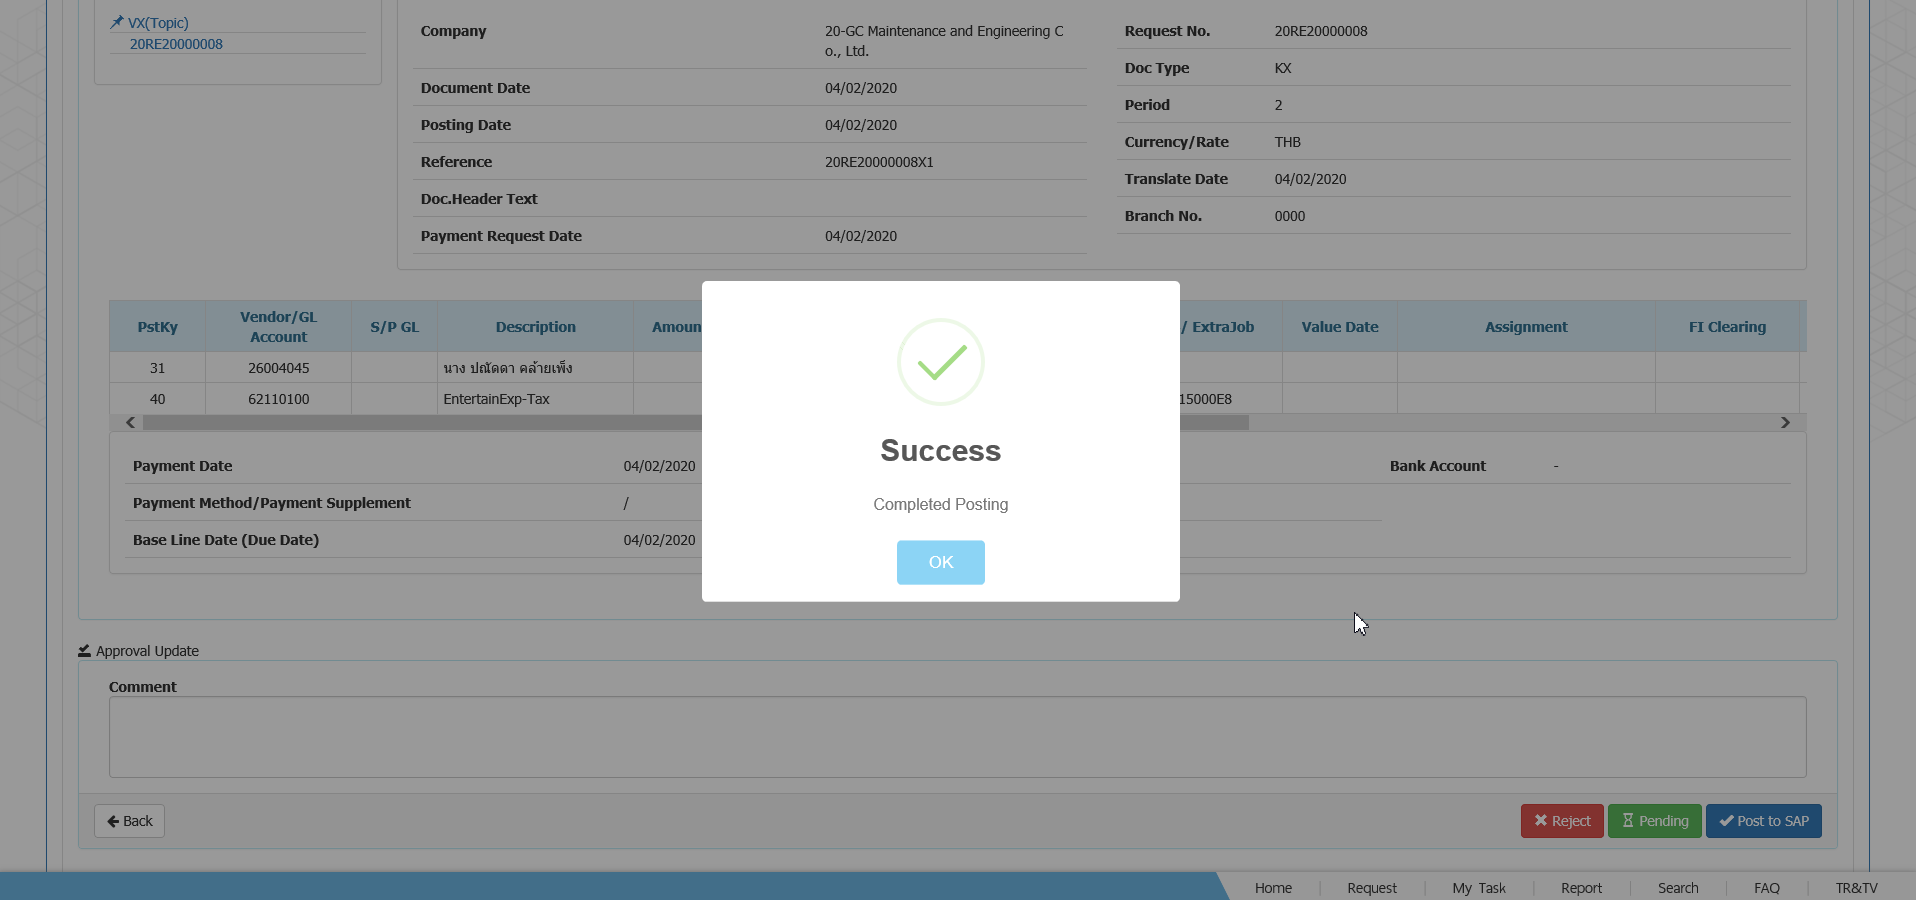 VX(Topic)
20RE20000008
Company
20-GC Maintenance and Engineering C
o., Ltd.
Document Date
04/02/2020
Posting Date
04/02/2020
Reference
20RE20000008X1
Doc.Header Text
Payment Request Date
04/02/2020
Request No.
20RE20000008
Doc Type
KX
Period
2
Currency/Rate
THB
Translate Date
04/02/2020
Branch No.
0000
PstKy
Vendor/GL
Account
S/P GL
Description
Amoun
/ ExtraJob
Value Date
Assignment
FI Clearing
31
26004045
นาง ปณัดดา คล้ายเพ็ง
40
62110100
EntertainExp-Tax
15000E8
Payment Date
04/02/2020
Bank Account
-
Payment Method/Payment Supplement
/
Base Line Date (Due Date)
04/02/2020
Success
Completed Posting
OK
Approval Update
Comment
Back
Reject
Pending
Post to SAP
Home
Request
My Task
Report
Search
FAQ
TR&TV